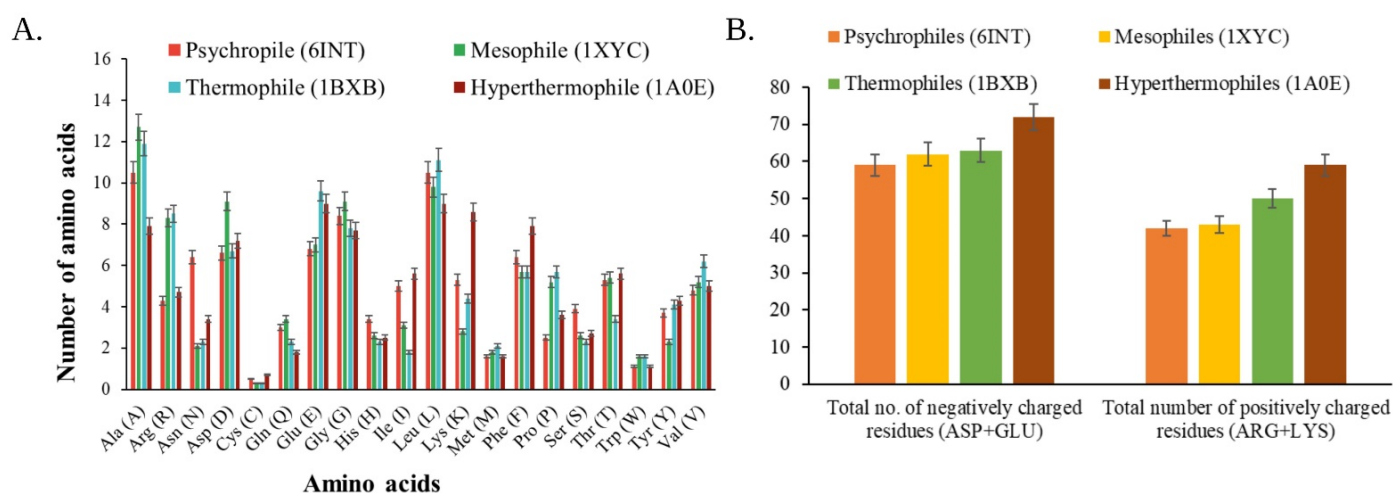 A.
Psychropile (6INT)
Mesophile (1XYC)
Thermophile (1BXB)
Hyperthermophile (1A0E)
Number of amino acids
16
14
12
10
8
6
4
2
0
Ala (A)
Arg (R)
Asn (N)
Asp (D)
Cys (C)
Gln (Q)
Glu (E)
Gly (G)
His (H)
Ile (I)
Leu (L)
Lys (K)
Met (M)
Phe (F)
Pro (P)
Ser (S)
Thr (T)
Trp (W)
Tyr (Y)
Val (V)
Amino acids
B.
Psychrophiles (6INT)
Mesophiles (1XYC)
Thermophiles (1BXB)
Hyperthermophiles (1A0E)
80
70
60
50
40
30
20
10
0
Total no. of negatively charged
residues (ASP+GLU)
Total number of positively charged
residues (ARG+LYS)